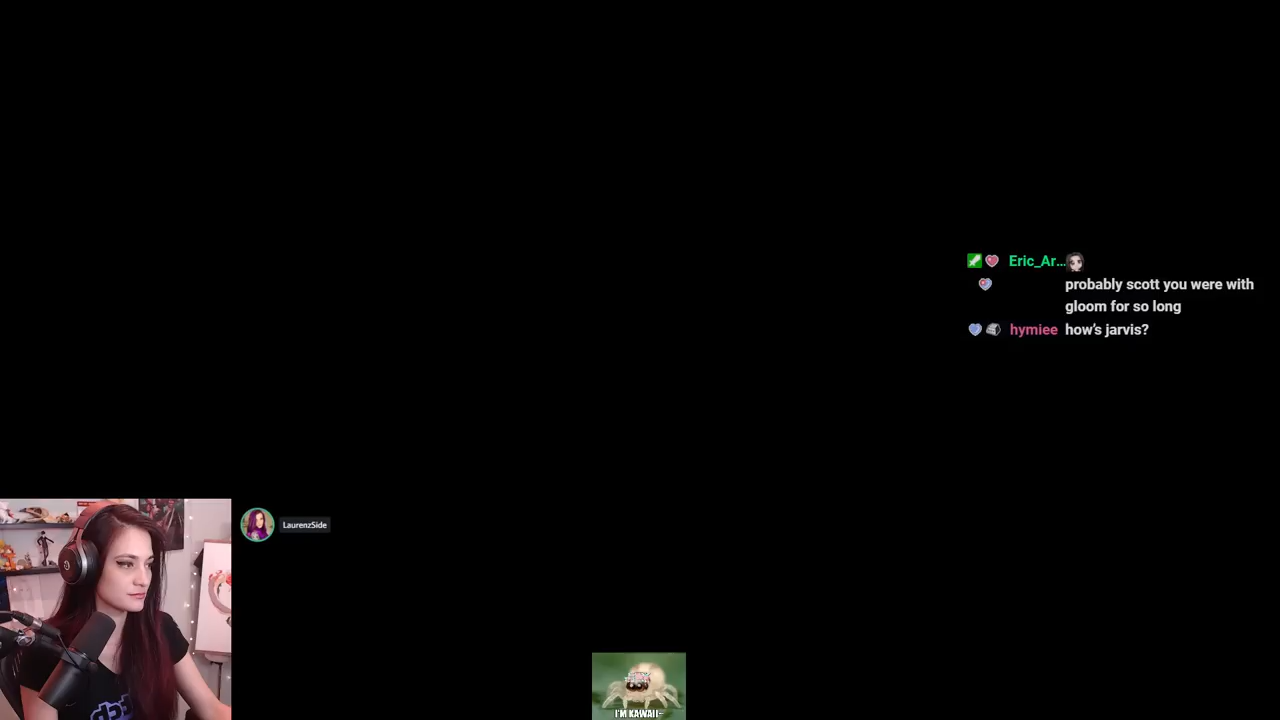 Eric_Ar...
probably scott you were with
gloom for so long
hymiee how's jarvis?
LaurenzSide
I'M KAWAII~